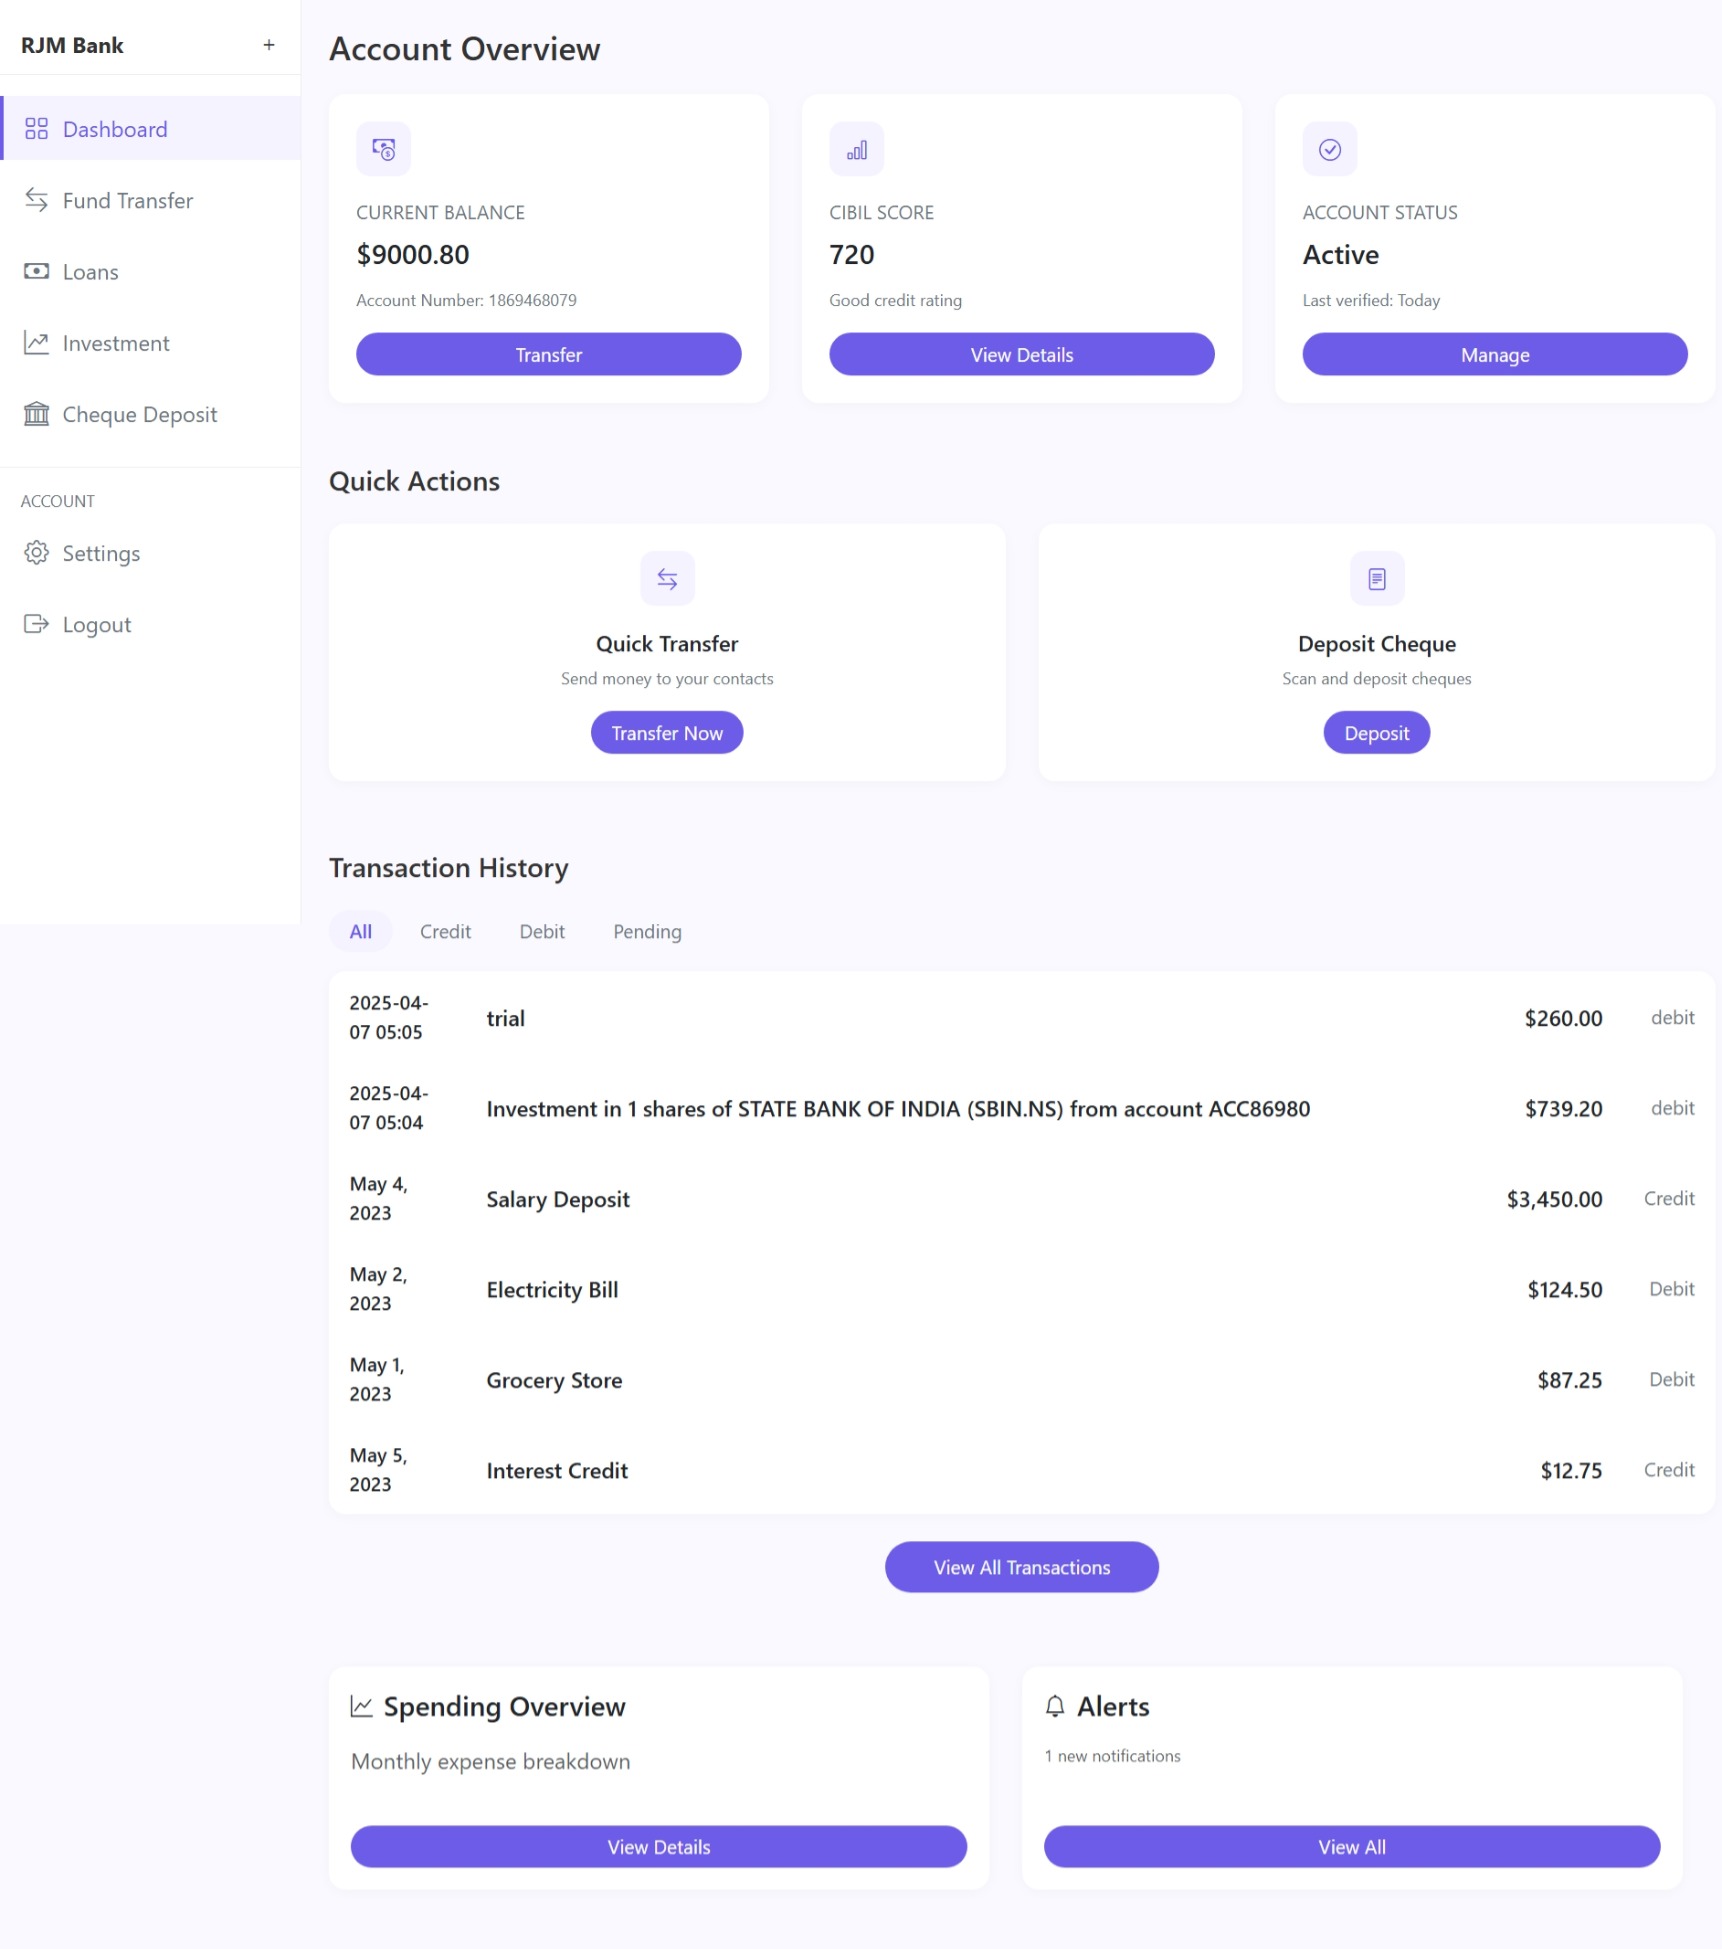 RJM Bank +
Dashboard
Fund Transfer
Loans
Investment
Cheque Deposit
ACCOUNT
Settings
Logout
Account Overview
CURRENT BALANCE
$9000.80
Account Number: 1869468079
Transfer
CIBIL SCORE
720
Good credit rating
View Details
ACCOUNT STATUS
Active
Last verified: Today
Manage
Quick Actions
Quick Transfer
Send money to your contacts
Transfer Now
Deposit Cheque
Scan and deposit cheques
Deposit
Transaction History
All Credit Debit Pending
2025-04-
07 05:05
trial $260.00 debit
2025-04-
07 05:04
Investment in 1 shares of STATE BANK OF INDIA (SBIN.NS) from account ACC86980 $739.20 debit
May 4,
2023
Salary Deposit $3,450.00 Credit
May 2,
2023
Electricity Bill $124.50 Debit
May 1,
2023
Grocery Store $87.25 Debit
May 5,
2023
Interest Credit $12.75 Credit
View All Transactions
Spending Overview
Monthly expense breakdown
View Details
Alerts
1 new notifications
View All